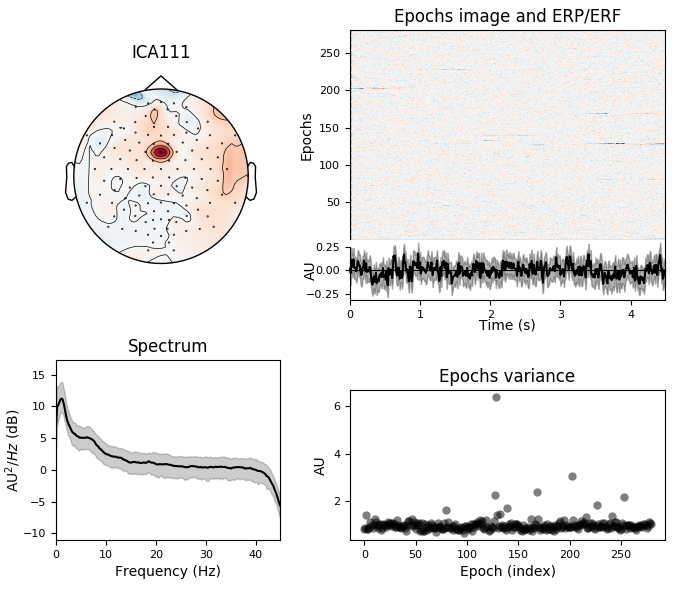 ICA111
Epochs image and ERP/ERF
Epochs
250
200
150
100
50
AU
0.25
0.00
−0.25
0 1 2 3 4
Time (s)
Spectrum
AU²/Hz (dB)
15
10
5
0
−5
−10
0 10 20 30 40
Frequency (Hz)
Epochs variance
AU
6
4
2
0 50 100 150 200 250
Epoch (index)